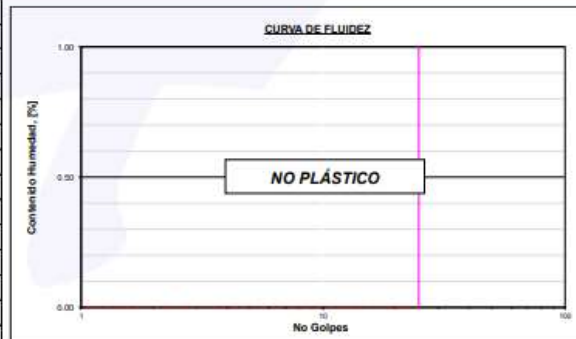 CURVA DE FLUIDEZ
1.00
Contenido Humedad, [%]
NO PLÁSTICO
0.50
0.00
1
10
100
No Golpes